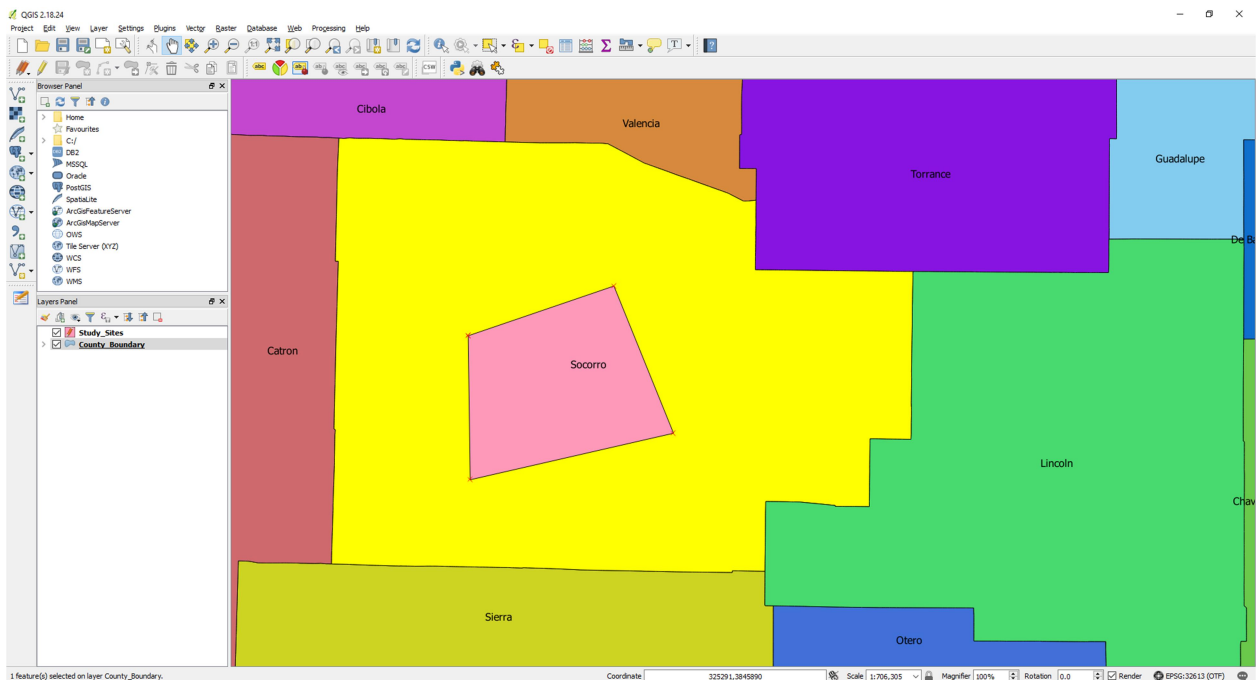 QGIS 2.18.24
Project Edit View Layer Settings Plugins Vector Raster Database Web Processing Help
Browser Panel
Home
Favourites
C:/
DB2
MSSQL
Oracle
PostGIS
SpatiaLite
ArcGisFeatureServer
ArcGisMapServer
OWS
Tile Server (XYZ)
WCS
WFS
WMS
Layers Panel
Study_Sites
County_Boundary
Cibola
Valencia
Torrance
Guadalupe
De Ba
Catron
Socorro
Lincoln
Chav
Sierra
Otero
1 feature(s) selected on layer County_Boundary. Coordinate 325291,3845890 Scale 1:706,305 Magnifier 100% Rotation 0.0 Render EPSG:32613 (OTF)